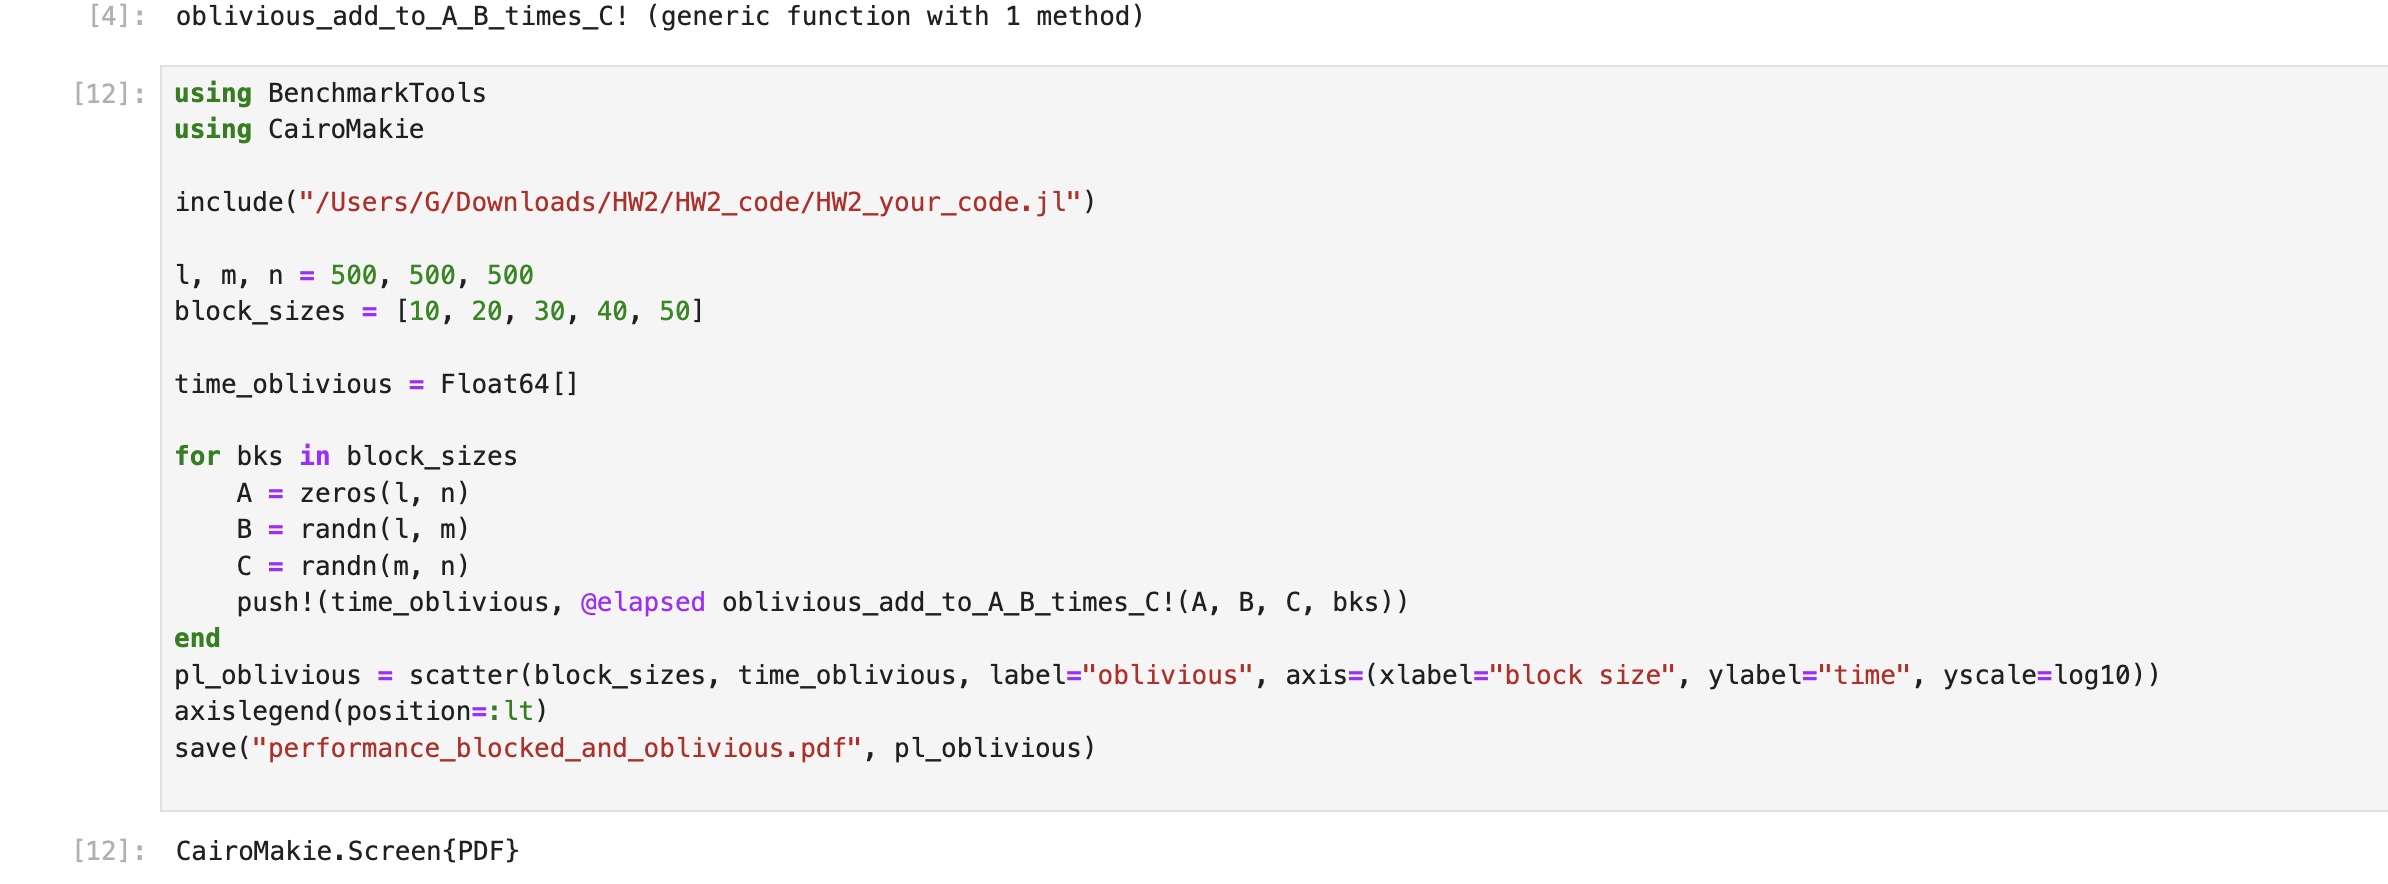 [4]: oblivious_add_to_A_B_times_C! (generic function with 1 method)
[12]: using BenchmarkTools
using CairoMakie

include("/Users/G/Downloads/HW2/HW2_code/HW2_your_code.jl")

l, m, n = 500, 500, 500
block_sizes = [10, 20, 30, 40, 50]

time_oblivious = Float64[]

for bks in block_sizes
    A = zeros(l, n)
    B = randn(l, m)
    C = randn(m, n)
    push!(time_oblivious, @elapsed oblivious_add_to_A_B_times_C!(A, B, C, bks))
end
pl_oblivious = scatter(block_sizes, time_oblivious, label="oblivious", axis=(xlabel="block size", ylabel="time", yscale=log10))
axislegend(position=:lt)
save("performance_blocked_and_oblivious.pdf", pl_oblivious)

[12]: CairoMakie.Screen{PDF}